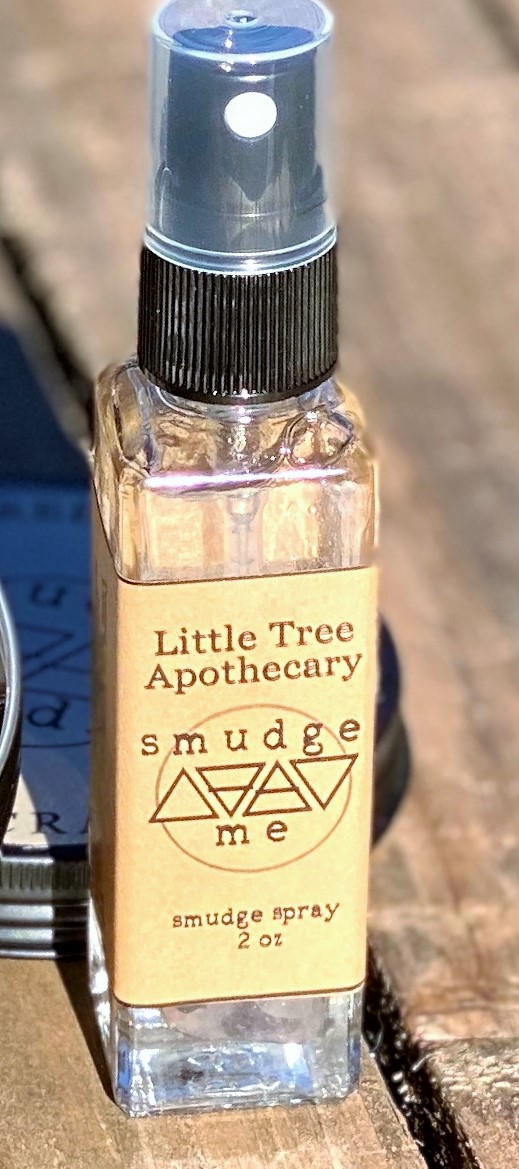 Little Tree
Apothecary
smudge
me
smudge spray
2 oz